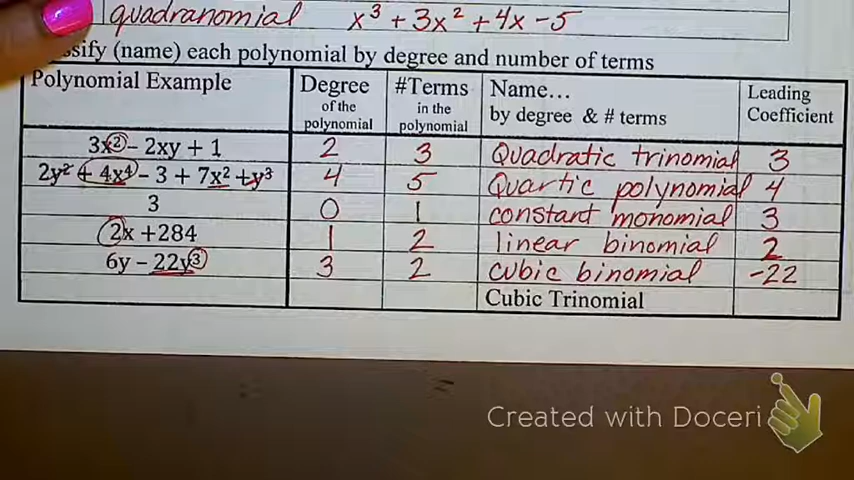 quadranomial x³ + 3x² + 4x - 5
ssify (name) each polynomial by degree and number of terms
Polynomial Example Degree of the polynomial #Terms in the polynomial Name... by degree & # terms Leading Coefficient
3x² - 2xy + 1 2 3 Quadratic trinomial 3
2y² + 4x⁴ - 3 + 7x² + y³ 4 5 Quartic polynomial 4
3 0 1 constant monomial 3
2x +284 1 2 linear binomial 2
6y - 22y³ 3 2 cubic binomial -22
Cubic Trinomial
Created with Doceri